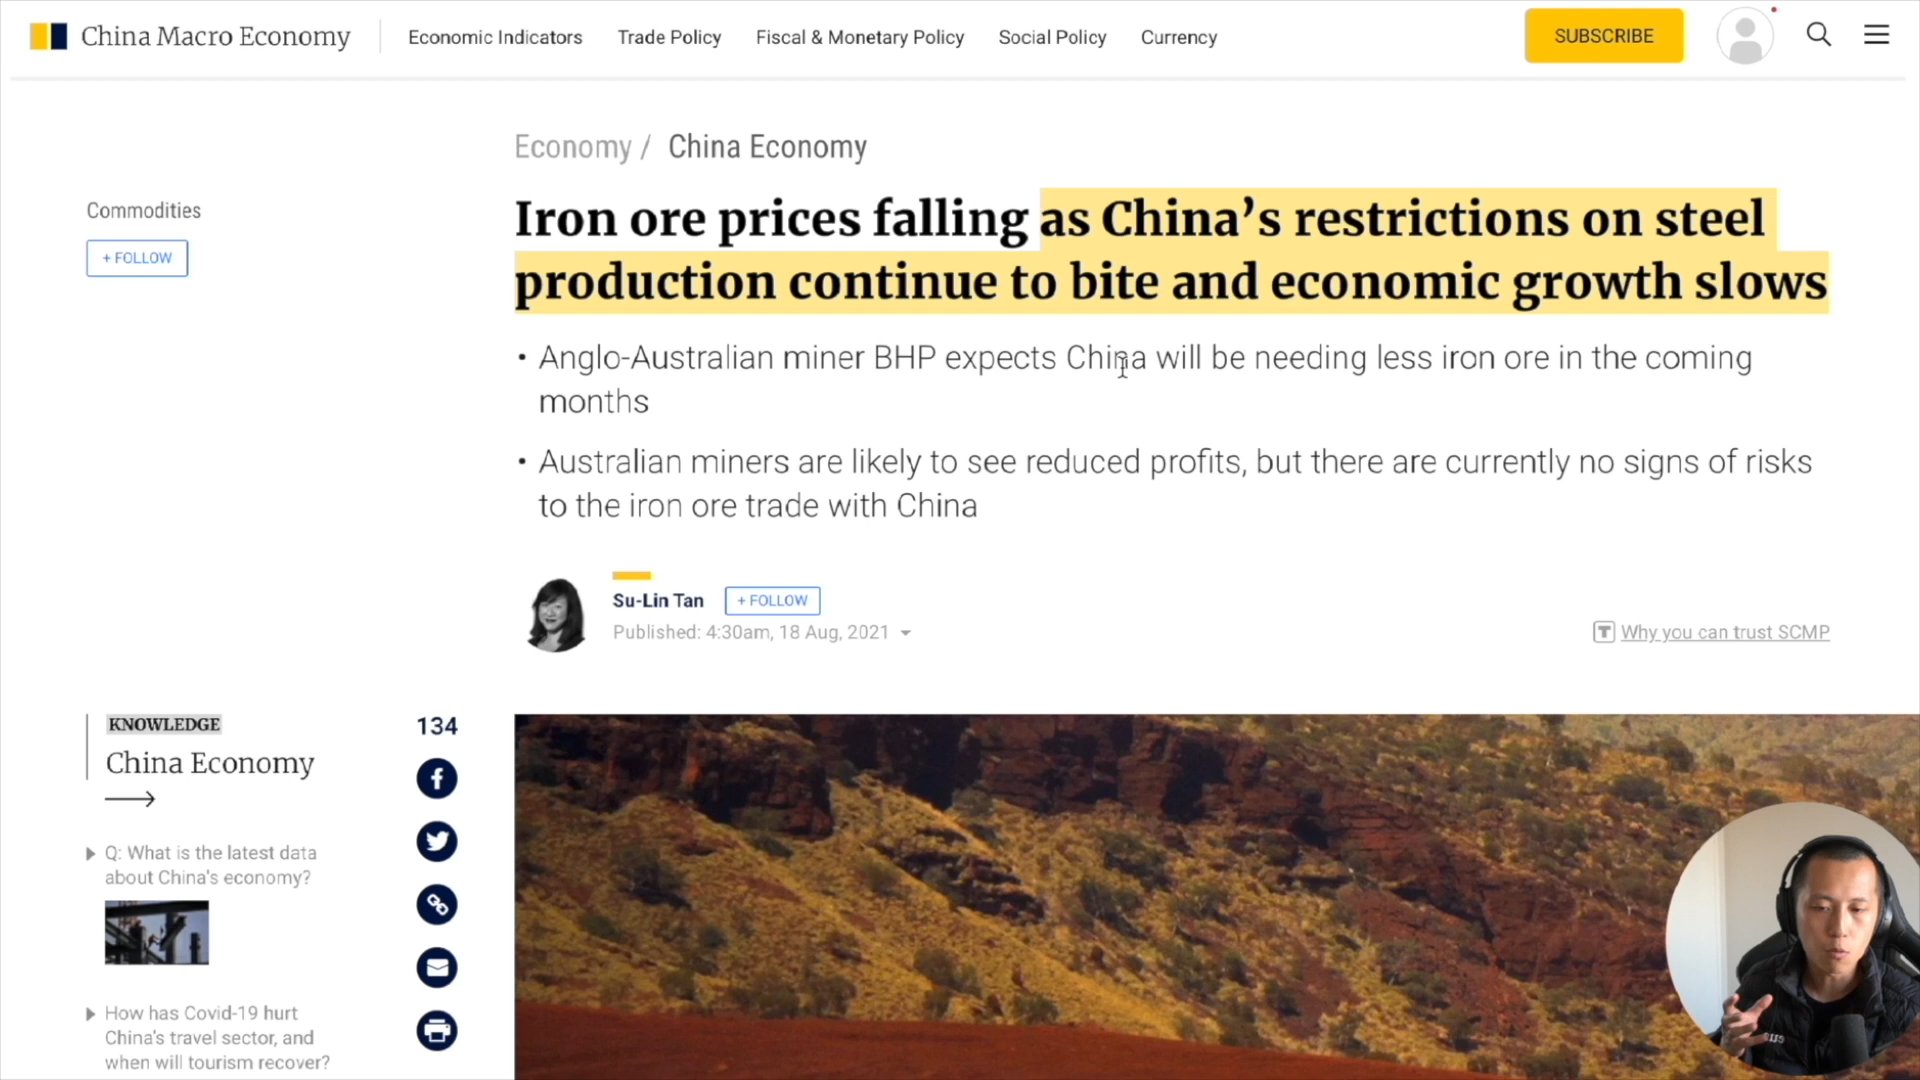 China Macro Economy
Economic Indicators
Trade Policy
Fiscal & Monetary Policy
Social Policy
Currency
SUBSCRIBE
Economy / China Economy
Commodities
+ FOLLOW
Iron ore prices falling as China’s restrictions on steel
production continue to bite and economic growth slows
• Anglo-Australian miner BHP expects China will be needing less iron ore in the coming
months
• Australian miners are likely to see reduced profits, but there are currently no signs of risks
to the iron ore trade with China
Su-Lin Tan
+ FOLLOW
Published: 4:30am, 18 Aug, 2021
Why you can trust SCMP
KNOWLEDGE
China Economy
134
Q: What is the latest data
about China's economy?
How has Covid-19 hurt
China's travel sector, and
when will tourism recover?